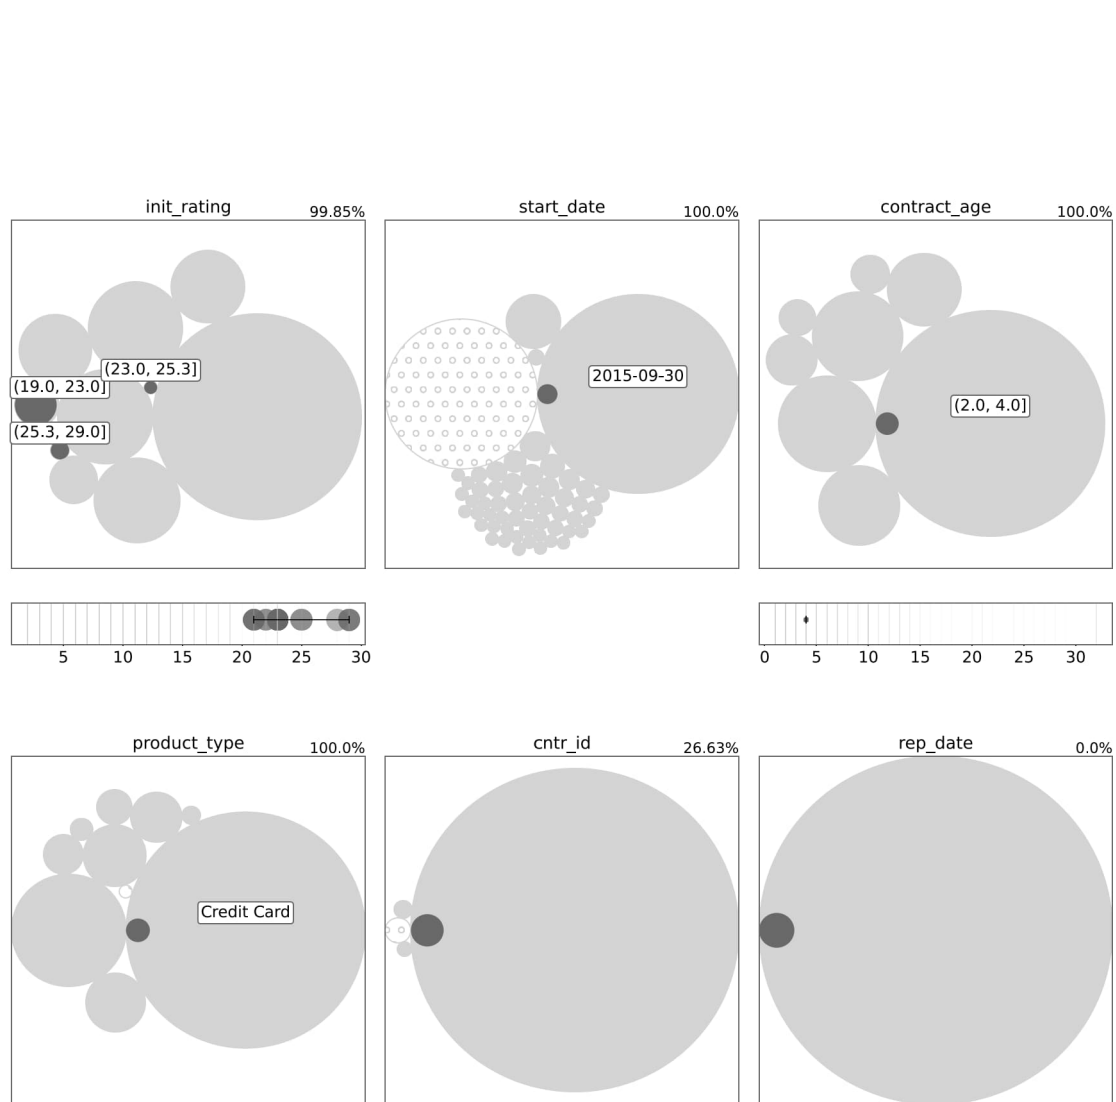 init_rating 99.85%
start_date 100.0%
contract_age 100.0%
(23.0, 25.3]
(19.0, 23.0]
(25.3, 29.0]
2015-09-30
(2.0, 4.0]
5 10 15 20 25 30
0 5 10 15 20 25 30
product_type 100.0%
cntr_id 26.63%
rep_date 0.0%
Credit Card